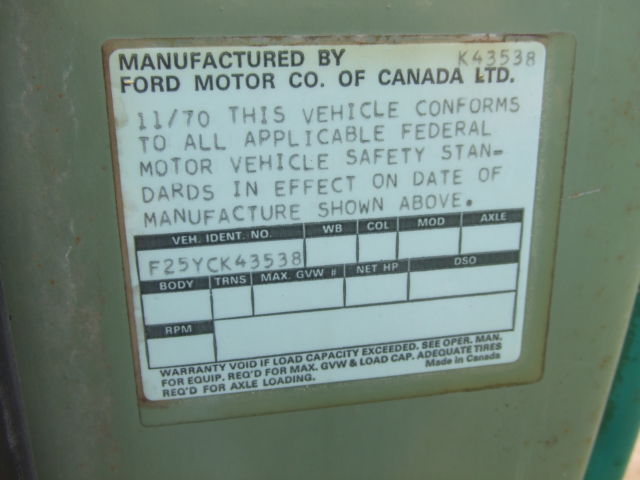 MANUFACTURED BY K43538
FORD MOTOR CO. OF CANADA LTD.
11/70 THIS VEHICLE CONFORMS
TO ALL APPLICABLE FEDERAL
MOTOR VEHICLE SAFETY STAN-
DARDS IN EFFECT ON DATE OF
MANUFACTURE SHOWN ABOVE.
VEH. IDENT. NO. WB COL MOD AXLE
F25YCK43538
BODY TRNS MAX. GVW # NET HP DSO
RPM
WARRANTY VOID IF LOAD CAPACITY EXCEEDED. SEE OPER. MAN.
FOR EQUIP. REQ'D FOR MAX. GVW & LOAD CAP. ADEQUATE TIRES
REQ'D FOR AXLE LOADING. Made in Canada